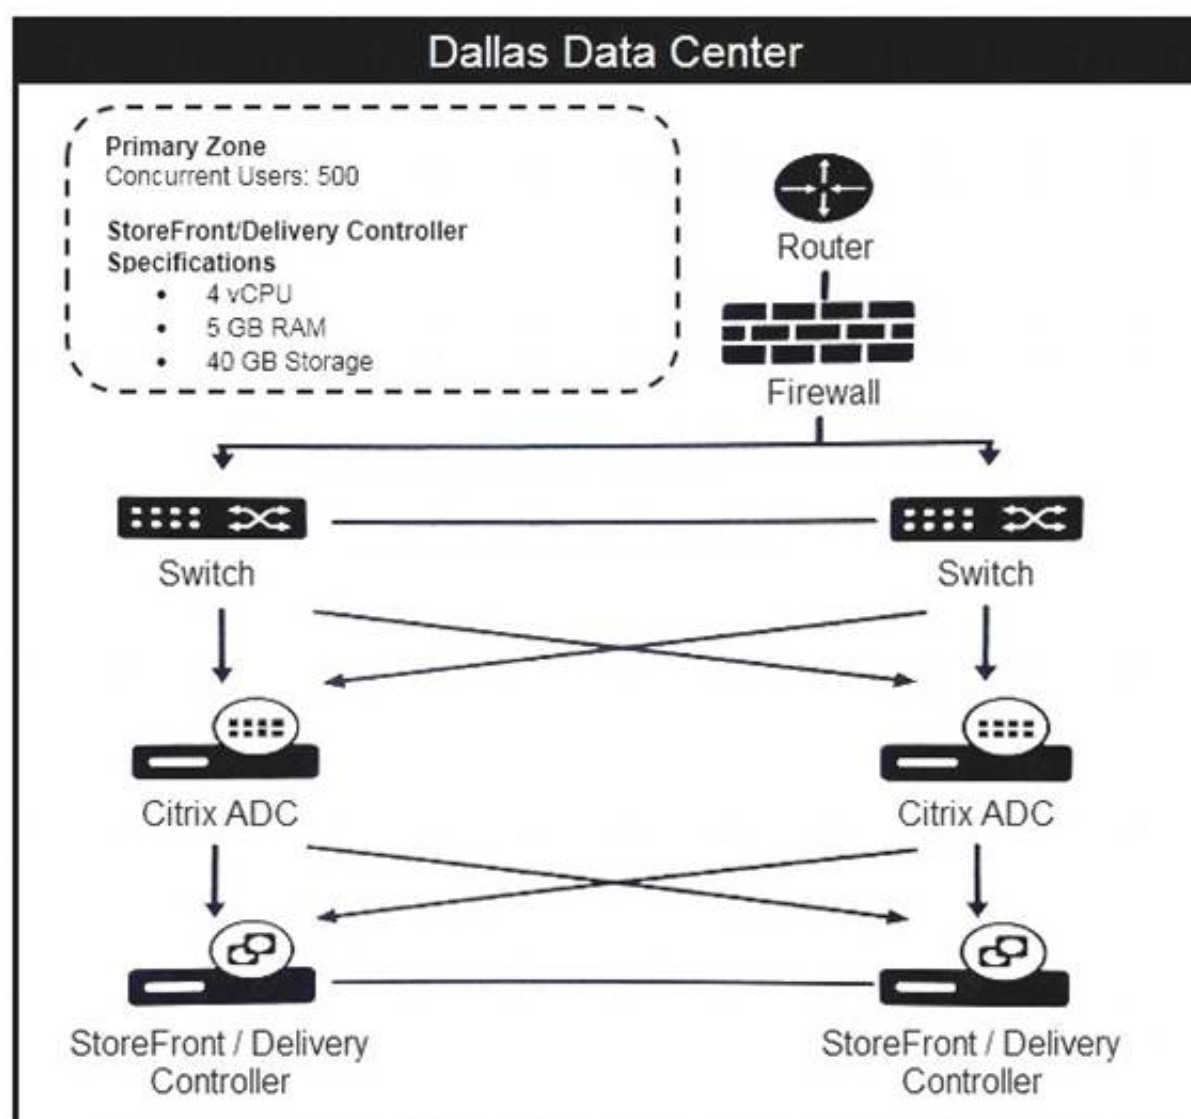 Dallas Data Center
Primary Zone
Concurrent Users: 500
StoreFront/Delivery Controller
Specifications
• 4 vCPU
• 5 GB RAM
• 40 GB Storage
Router
Firewall
Switch
Switch
Citrix ADC
Citrix ADC
StoreFront / Delivery
Controller
StoreFront / Delivery
Controller